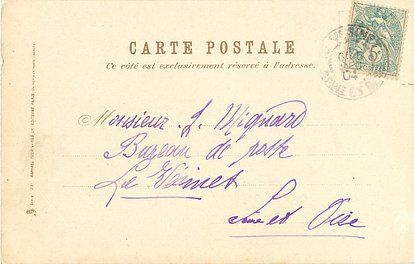 CARTE POSTALE
Ce côté est exclusivement réservé à l'adresse.
Monsieur J. Mignard
Bureau de poste
Le Vésinet
Seine et Oise